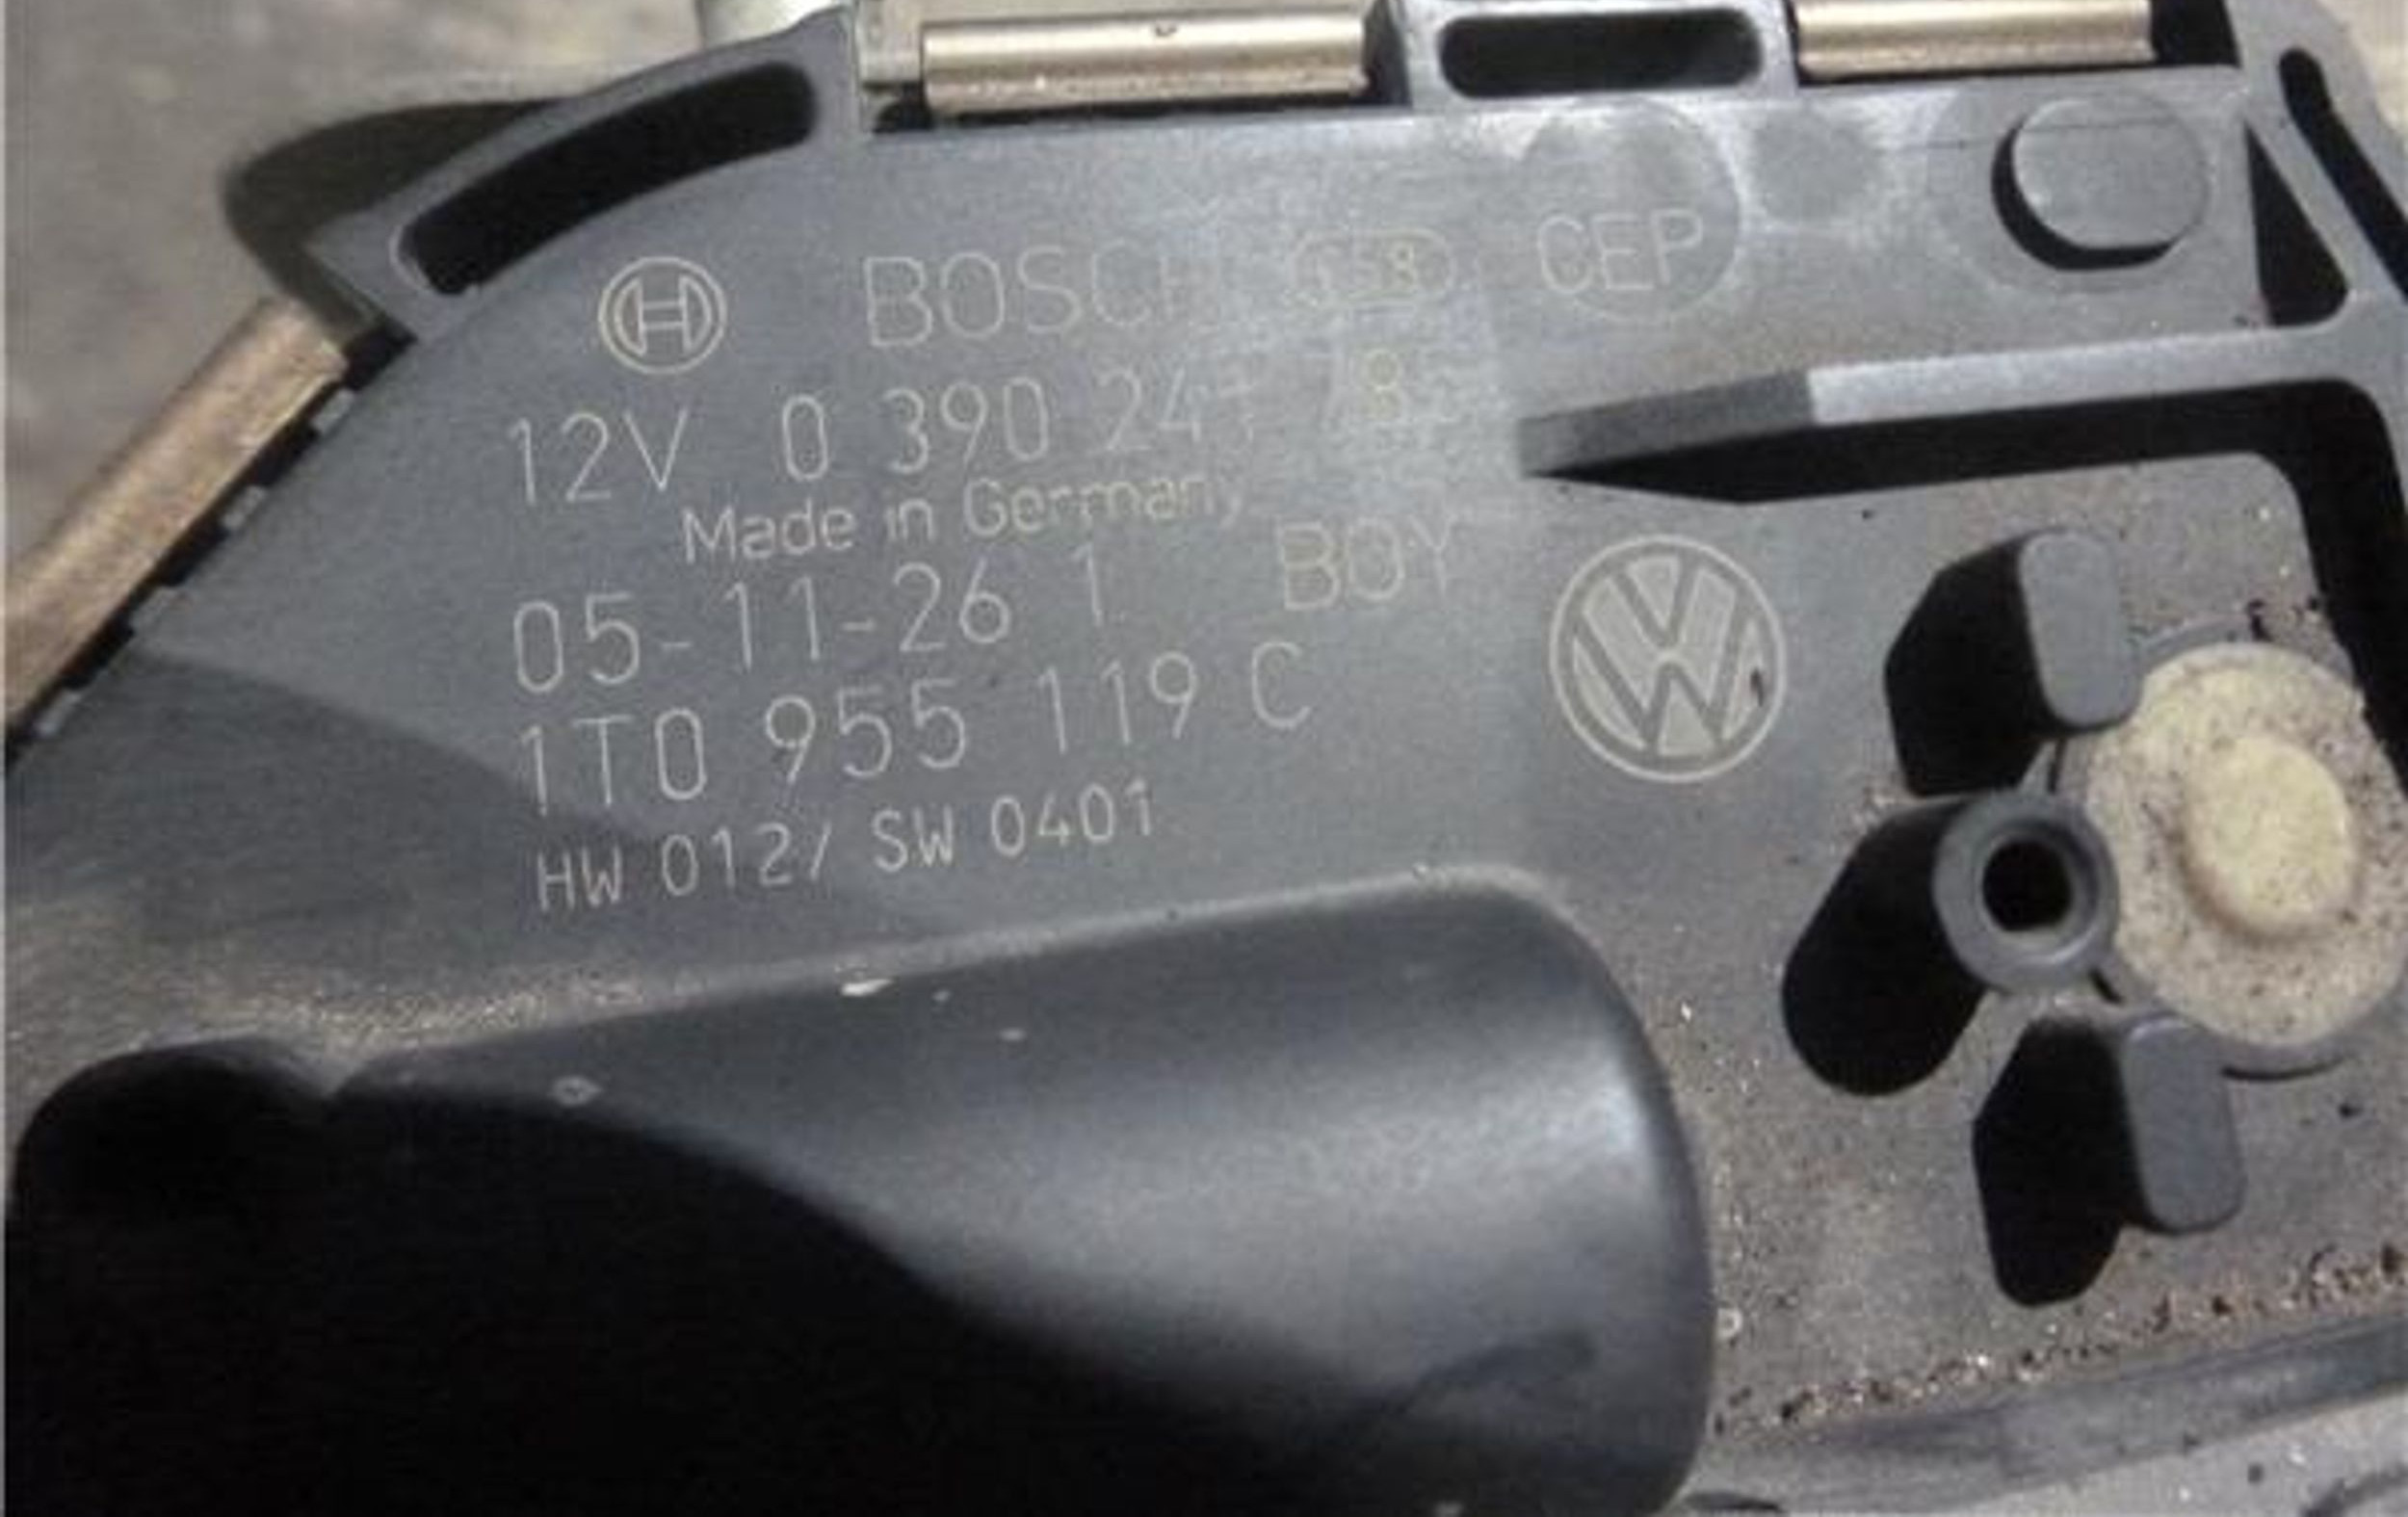 BOSCH CEP
12V 0 390 241
Made in Germany
05-11-26 1 BOY
1T0 955 119 C
HW 012/ SW 0401